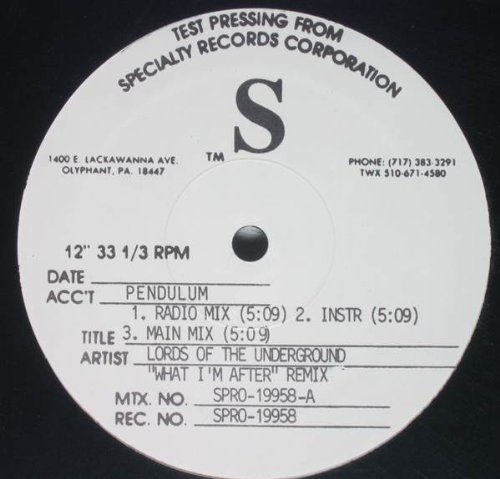 TEST PRESSING FROM
SPECIALTY RECORDS CORPORATION
S
TM
1400 E. LACKAWANNA AVE.
OLYPHANT, PA. 18447
PHONE: (717) 383-3291
TWX 510-671-4580
12" 33 1/3 RPM
DATE
ACC'T PENDULUM
1. RADIO MIX (5:09) 2. INSTR (5:09)
TITLE 3. MAIN MIX (5:09)
ARTIST LORDS OF THE UNDERGROUND
"WHAT I'M AFTER" REMIX
MTX. NO. SPRO-19958-A
REC. NO. SPRO-19958